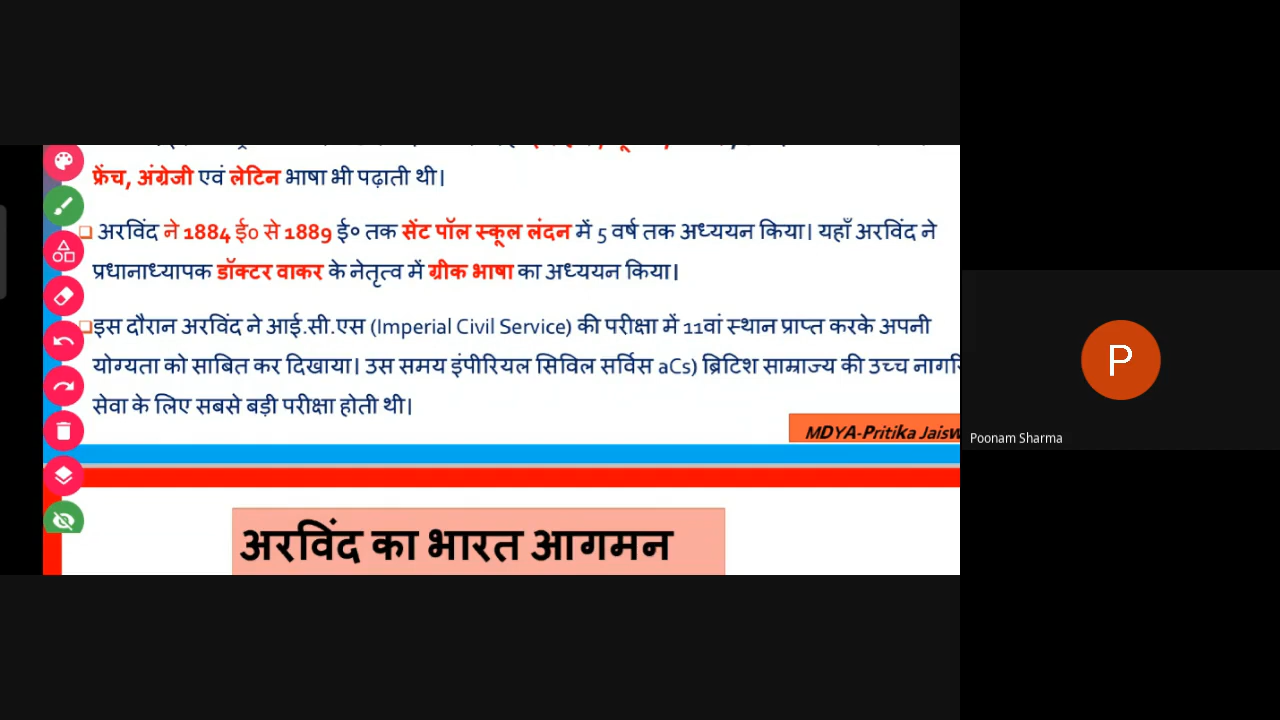 फ्रेंच, अंग्रेजी एवं लेटिन भाषा भी पढ़ाती थी।
अरविंद ने 1884 ई० से 1889 ई० तक सेंट पॉल स्कूल लंदन में 5 वर्ष तक अध्ययन किया। यहाँ अरविंद ने
प्रधानाध्यापक डॉक्टर वाकर के नेतृत्व में ग्रीक भाषा का अध्ययन किया।
इस दौरान अरविंद ने आई.सी.एस (Imperial Civil Service) की परीक्षा में 11वां स्थान प्राप्त करके अपनी
योग्यता को साबित कर दिखाया। उस समय इंपीरियल सिविल सर्विस aCs) ब्रिटिश साम्राज्य की उच्च
सेवा के लिए सबसे बड़ी परीक्षा होती थी।
MDYA-Pritika
अरविंद का भारत आगमन
P
Poonam Sharma